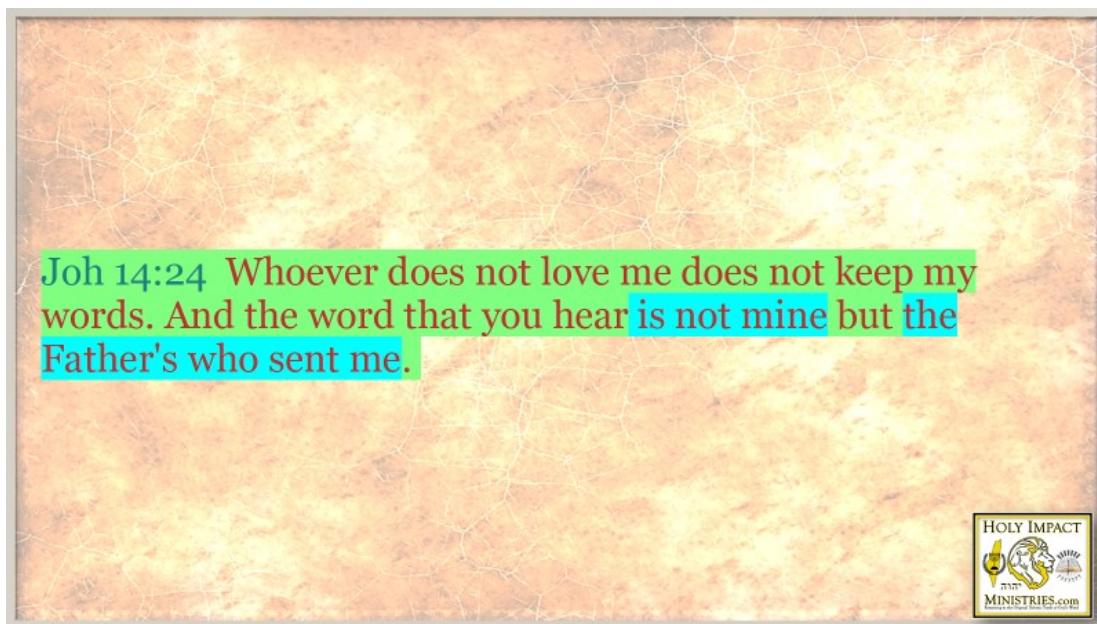 Joh 14:24  Whoever does not love me does not keep my
words. And the word that you hear is not mine but the
Father's who sent me.
HOLY IMPACT
יהוה
MINISTRIES.com